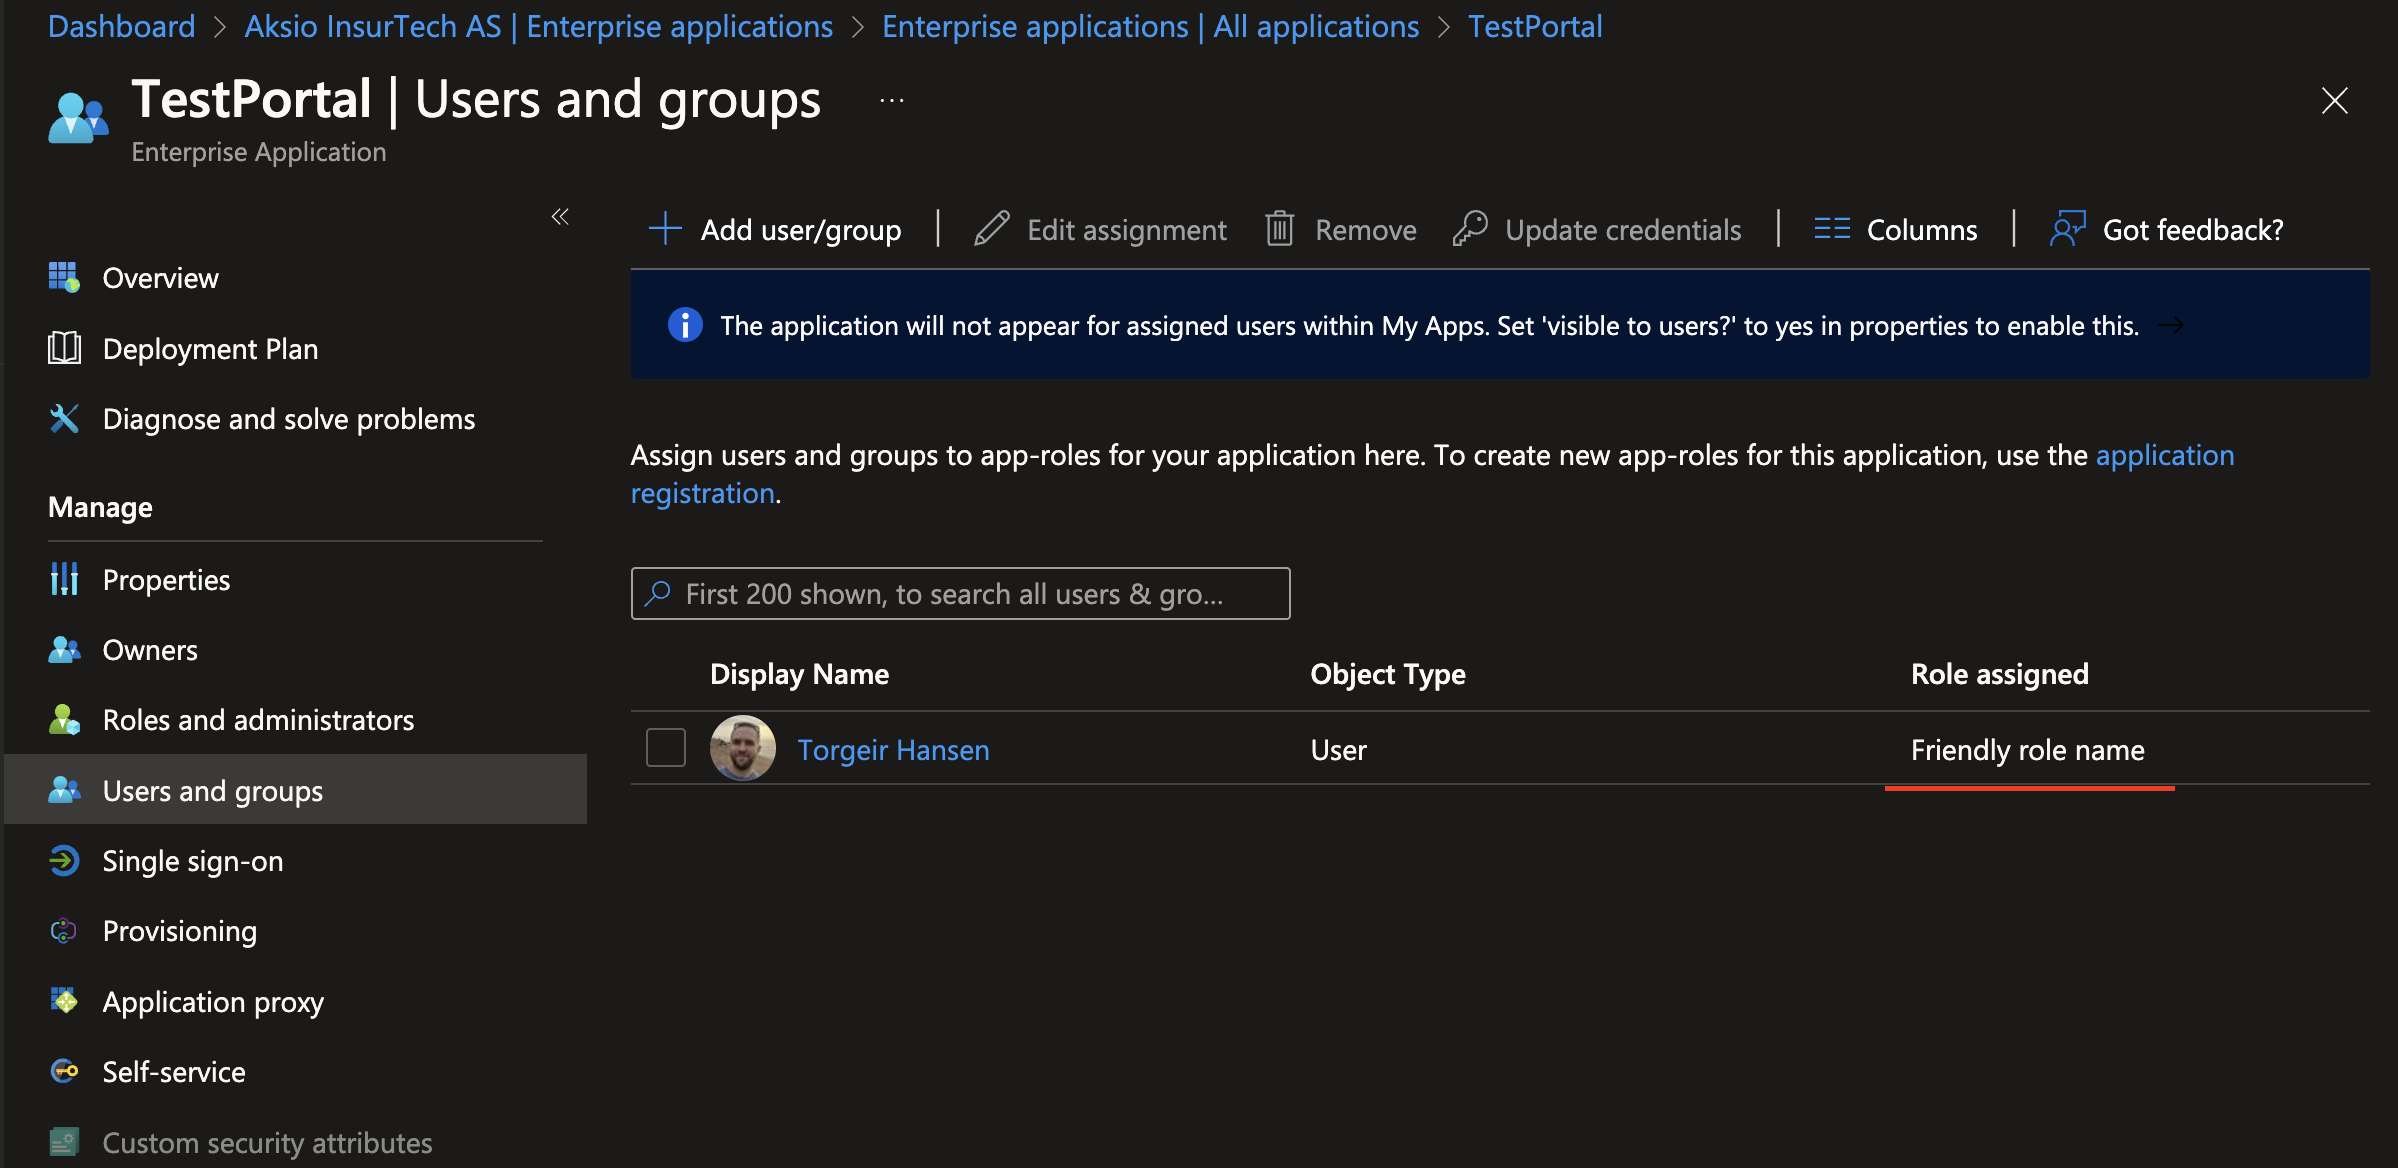 Dashboard > Aksio InsurTech AS | Enterprise applications > Enterprise applications | All applications > TestPortal
TestPortal | Users and groups ...
Enterprise Application
Overview
Deployment Plan
Diagnose and solve problems
Manage
Properties
Owners
Roles and administrators
Users and groups
Single sign-on
Provisioning
Application proxy
Self-service
Custom security attributes
Add user/group | Edit assignment Remove Update credentials | Columns | Got feedback?
The application will not appear for assigned users within My Apps. Set 'visible to users?' to yes in properties to enable this. →
Assign users and groups to app-roles for your application here. To create new app-roles for this application, use the application
registration.
First 200 shown, to search all users & gro...
Display Name Object Type Role assigned
Torgeir Hansen User Friendly role name